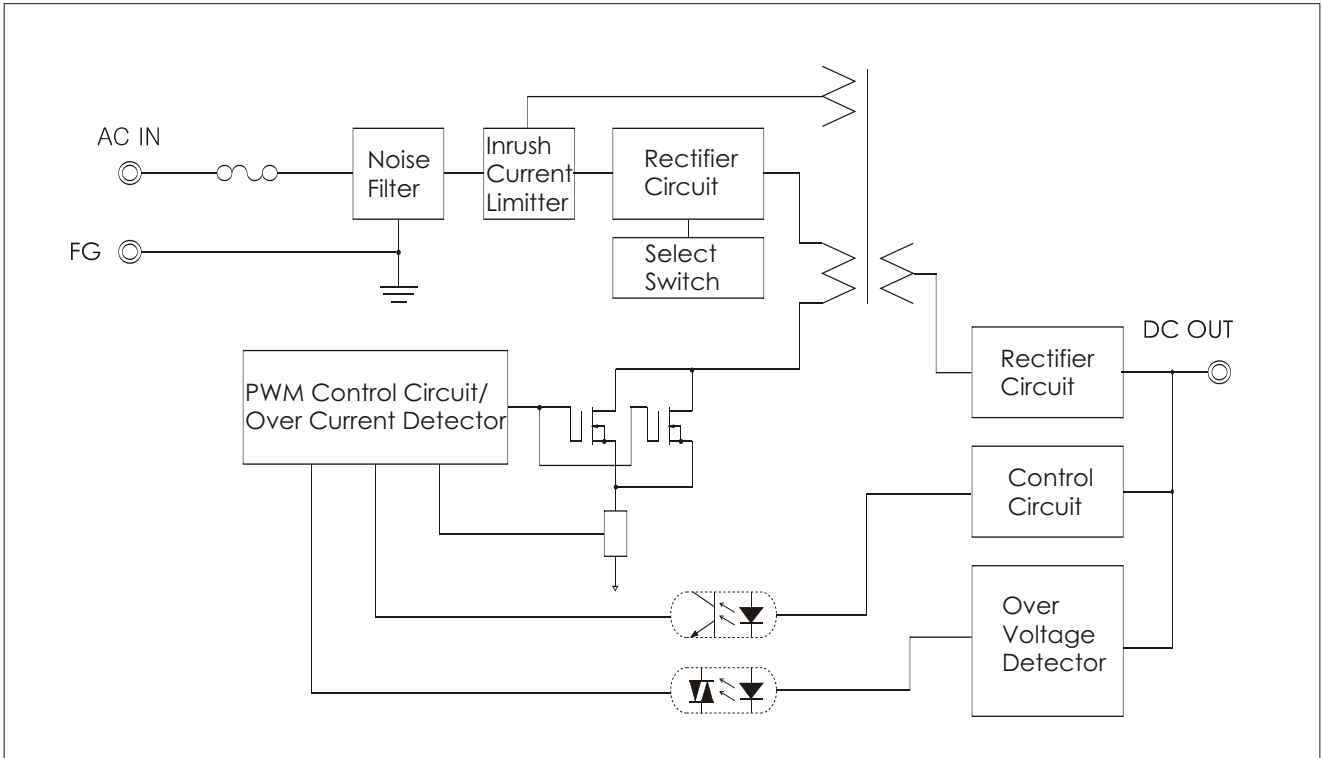 AC IN
Noise
Filter
Inrush
Current
Limitter
Rectifier
Circuit
FG
Select
Switch
DC OUT
Rectifier
Circuit
PWM Control Circuit/
Over Current Detector
Control
Circuit
Over
Voltage
Detector